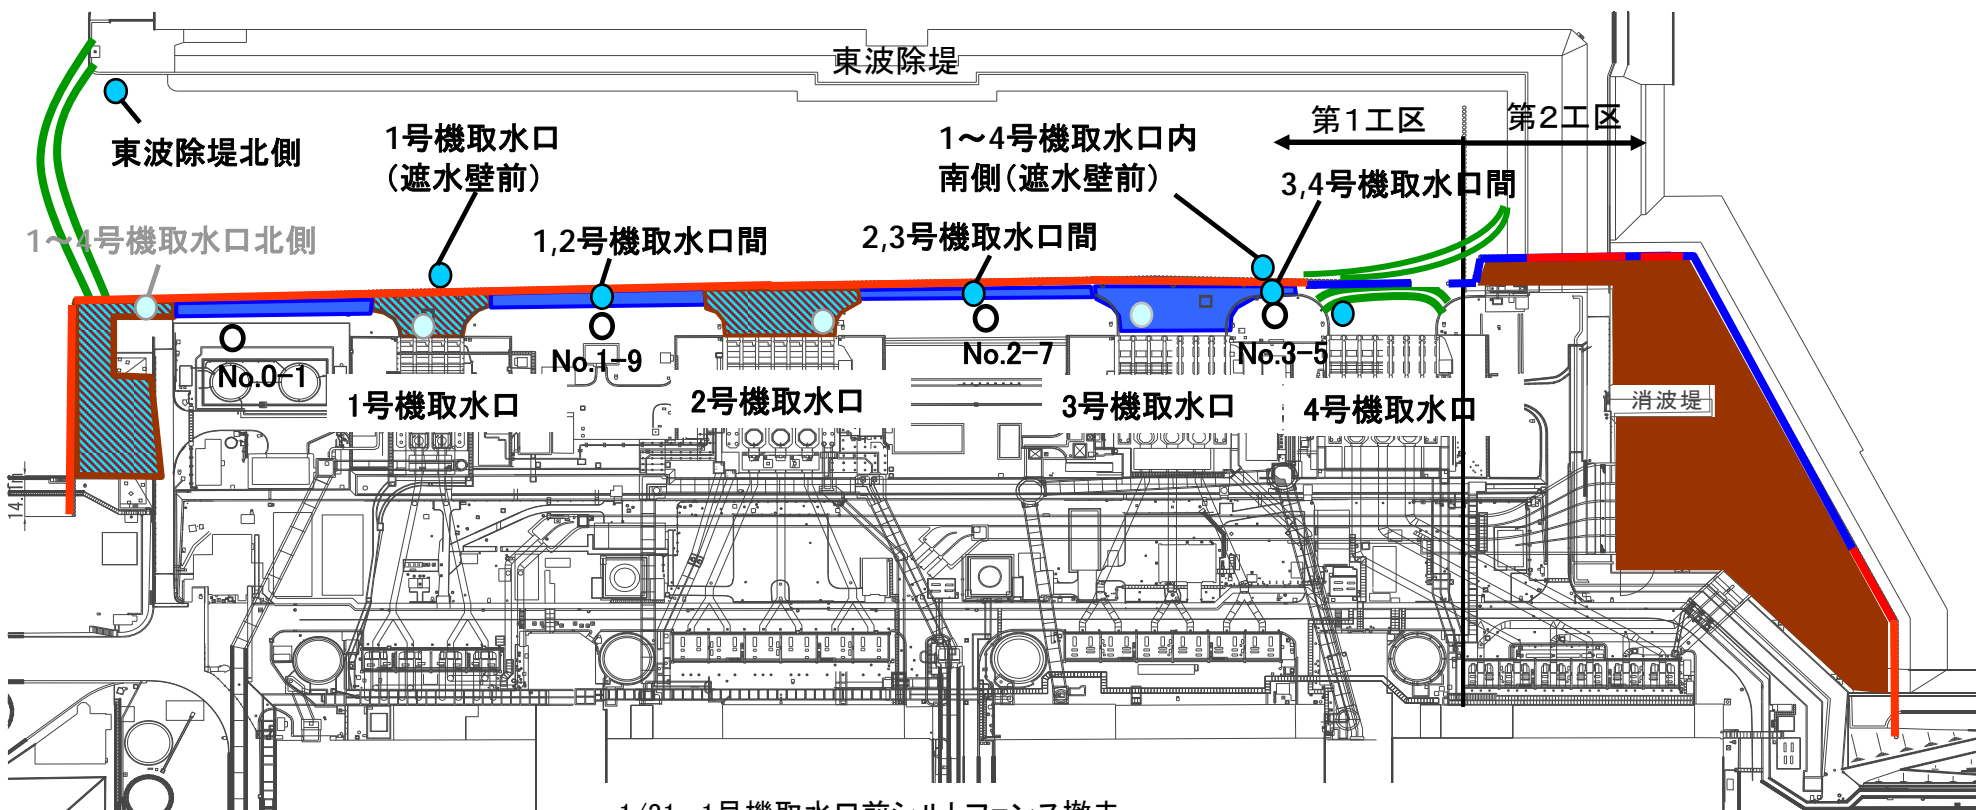 東波除堤
第1工区
第2工区
東波除堤北側
1号機取水口
(遮水壁前)
1～4号機取水口内
南側(遮水壁前)
3,4号機取水口間
1～4号機取水口北側
1,2号機取水口間
2,3号機取水口間
No.0-1
No.1-9
No.2-7
No.3-5
1号機取水口
2号機取水口
3号機取水口
4号機取水口
消波堤